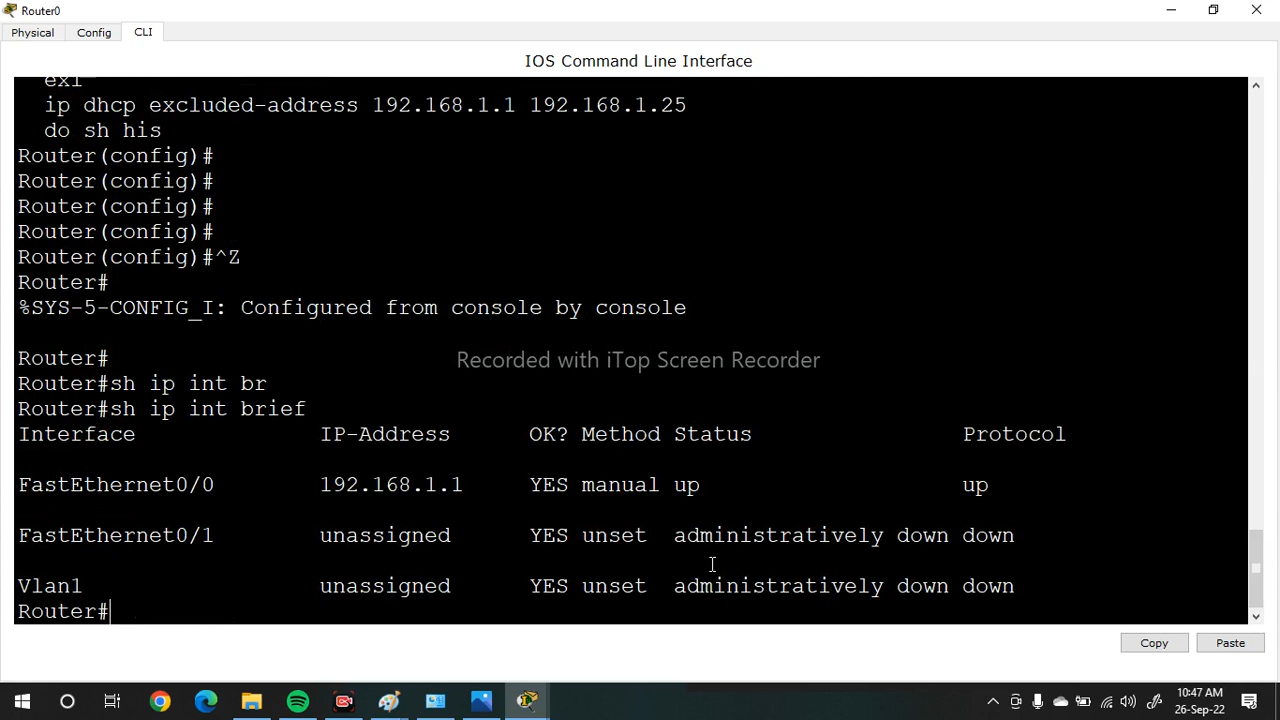 Router0
Physical Config CLI
IOS Command Line Interface
ip dhcp excluded-address 192.168.1.1 192.168.1.25
do sh his
Router(config)#
Router(config)#
Router(config)#
Router(config)#
Router(config)#^Z
Router#
%SYS-5-CONFIG_I: Configured from console by console
Router#
Recorded with iTop Screen Recorder
Router#sh ip int br
Router#sh ip int brief
Interface IP-Address OK? Method Status Protocol
FastEthernet0/0 192.168.1.1 YES manual up up
FastEthernet0/1 unassigned YES unset administratively down down
Vlan1 unassigned YES unset administratively down down
Router#
Copy Paste
10:47 AM
26-Sep-22